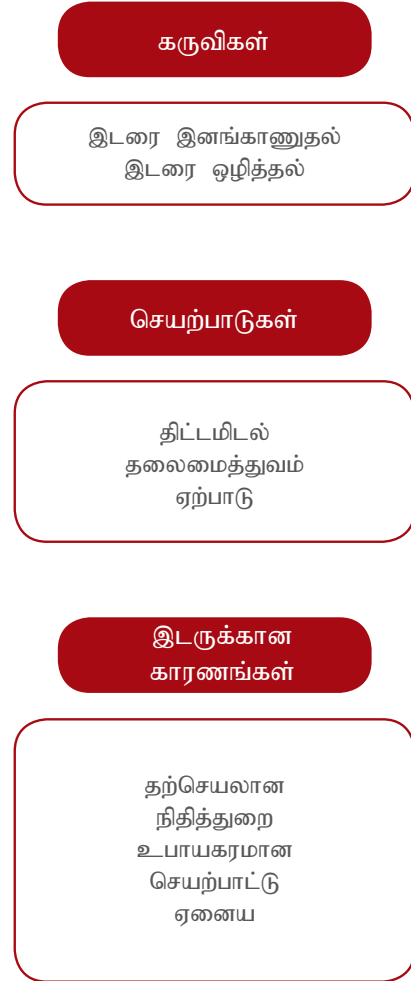 கருவிகள்
இடரை இனங்காணுதல்
இடரை ஒழித்தல்
செயற்பாடுகள்
திட்டமிடல்
தலைமைத்துவம்
ஏற்பாடு
இடருக்கான
காரணங்கள்
தற்செயலான
நிதித்துறை
உபாயகரமான
செயற்பாட்டு
ஏனைய